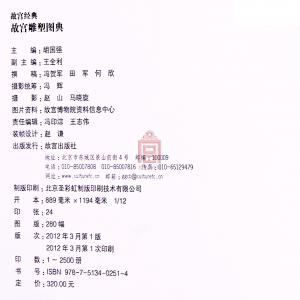 故宫经典
故宫雕塑图典
主 编：胡国强
副 主 编：王全利
撰 稿：冯贺军 田 军 何 欣
摄影统筹：冯 辉
摄 影：赵 山 马晓旋
图片资料：故宫博物院资料信息中心
责任编辑：冯印淙 王志伟
装帧设计：赵 谦
出版发行：故宫出版社
地址：北京市东城区景山前街4号 邮编：100009
电话：010-85007808 010-85007816 传真：010-65129479
网址：www.culturefc.cn 邮箱：ggcb@culturefc.cn
制版印刷：北京圣彩虹制版印刷技术有限公司
开 本：889毫米×1194毫米 1/12
印 张：24
图 版：280幅
版 次：2012年3月第1版
2012年3月第1次印刷
印 数：1～2500册
书 号：ISBN 978-7-5134-0251-4
定 价：320.00元